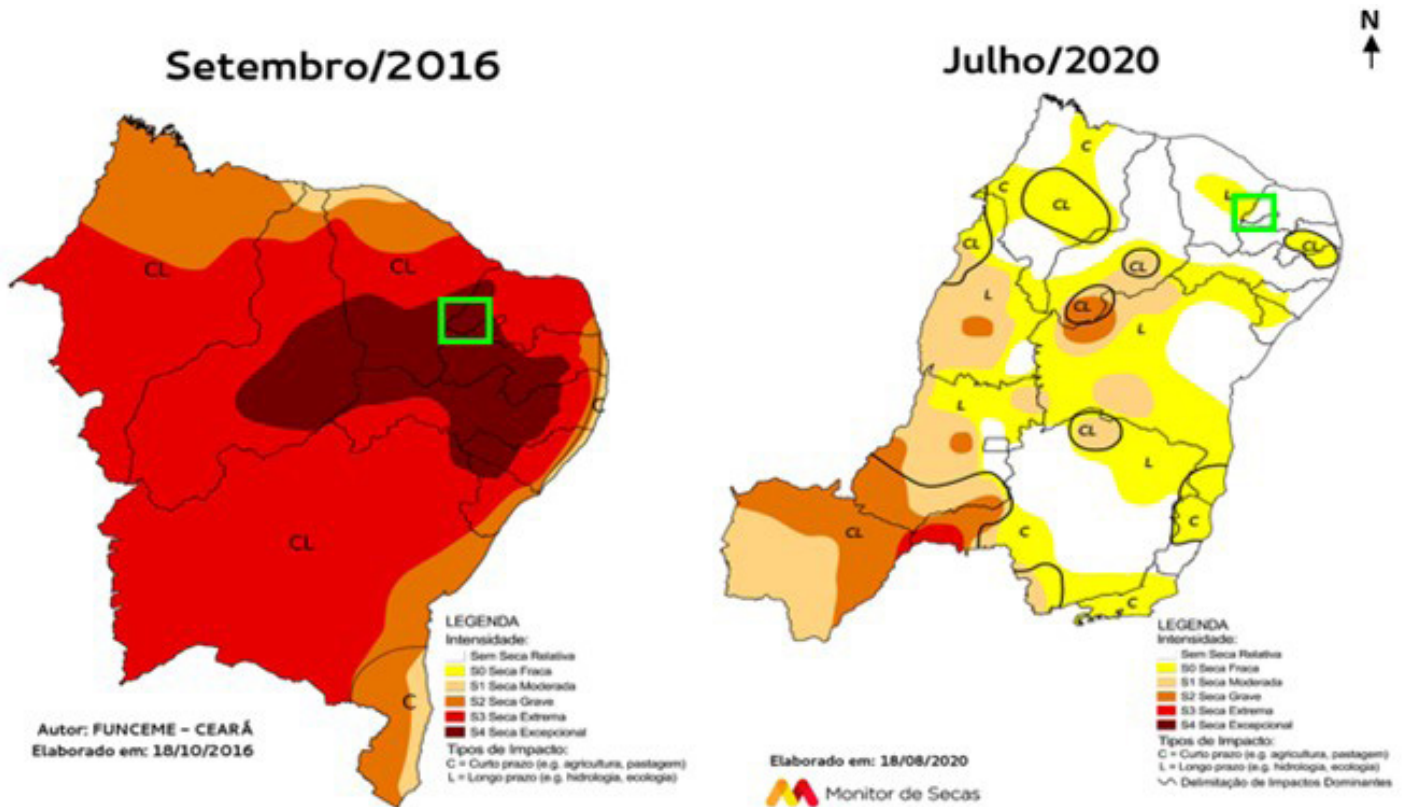 Setembro/2016
CL
CL
CL
C
C
LEGENDA
Intensidade:
Sem Seca Relativa
S0 Seca Fraca
S1 Seca Moderada
S2 Seca Grave
S3 Seca Extrema
S4 Seca Excepcional
Tipos de Impacto:
C = Curto prazo (e.g. agricultura, pastagem)
L = Longo prazo (e.g. hidrologia, ecologia)
Autor: FUNCEME – CEARÁ
Elaborado em: 18/10/2016
N
Julho/2020
C
C
CL
L
CL
CL
CL
L
CL
L
L
CL
L
C
CL
C
C
LEGENDA
Intensidade:
Sem Seca Relativa
S0 Seca Fraca
S1 Seca Moderada
S2 Seca Grave
S3 Seca Extrema
S4 Seca Excepcional
Tipos de Impacto:
C = Curto prazo (e.g. agricultura, pastagem)
L = Longo prazo (e.g. hidrologia, ecologia)
Delimitação de Impactos Dominantes
Elaborado em: 18/08/2020
Monitor de Secas